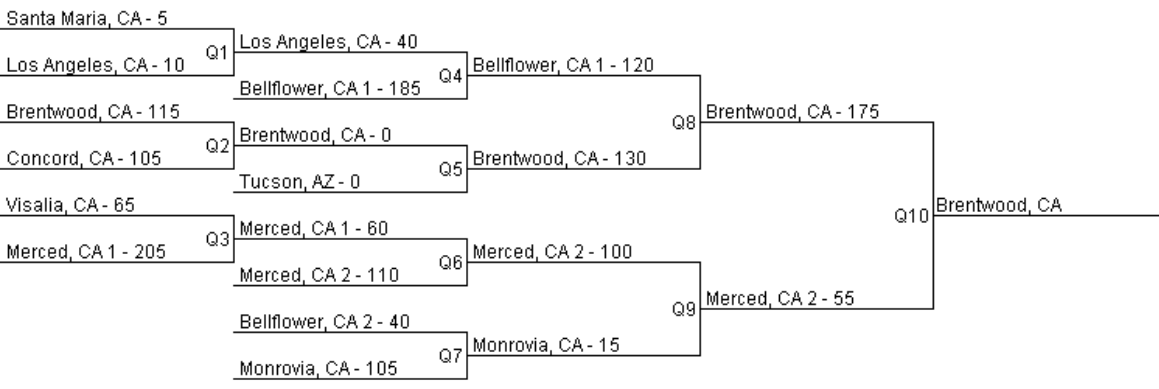 Santa Maria, CA - 5
Q1
Los Angeles, CA - 10
Los Angeles, CA - 40
Q4
Bellflower, CA 1 - 185
Brentwood, CA - 115
Q2
Concord, CA - 105
Brentwood, CA - 0
Q5
Tucson, AZ - 0
Visalia, CA - 65
Q3
Merced, CA 1 - 205
Merced, CA 1 - 60
Q6
Merced, CA 2 - 110
Bellflower, CA 2 - 40
Q7
Monrovia, CA - 105
Bellflower, CA 1 - 120
Q8
Brentwood, CA - 130
Merced, CA 2 - 100
Q9
Monrovia, CA - 15
Brentwood, CA - 175
Q10
Merced, CA 2 - 55
Brentwood, CA